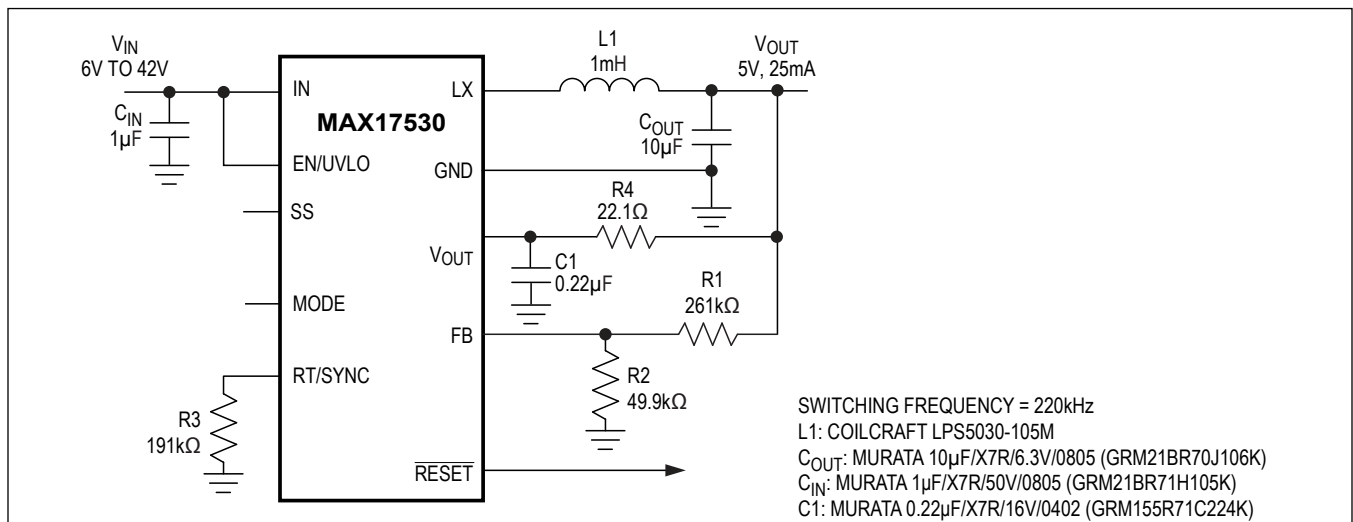 VIN
6V TO 42V
CIN
1µF
IN
EN/UVLO
SS
MODE
RT/SYNC
R3
191kΩ
MAX17530
LX
GND
VOUT
FB
RESET
L1
1mH
VOUT
5V, 25mA
COUT
10µF
R4
22.1Ω
C1
0.22µF
R1
261kΩ
R2
49.9kΩ
SWITCHING FREQUENCY = 220kHz
L1: COILCRAFT LPS5030-105M
COUT: MURATA 10µF/X7R/6.3V/0805 (GRM21BR70J106K)
CIN: MURATA 1µF/X7R/50V/0805 (GRM21BR71H105K)
C1: MURATA 0.22µF/X7R/16V/0402 (GRM155R71C224K)